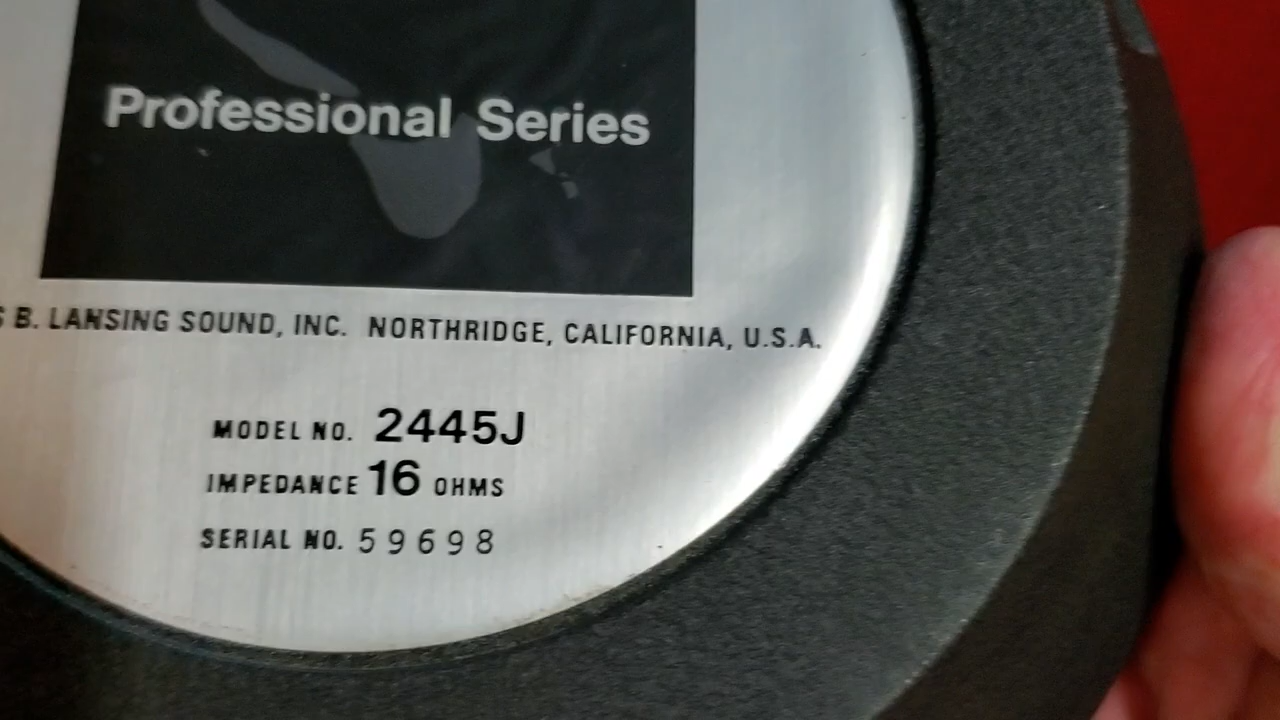 Professional Series
S B. LANSING SOUND, INC. NORTHRIDGE, CALIFORNIA, U.S.A.
MODEL NO. 2445J
IMPEDANCE 16 OHMS
SERIAL NO. 59698